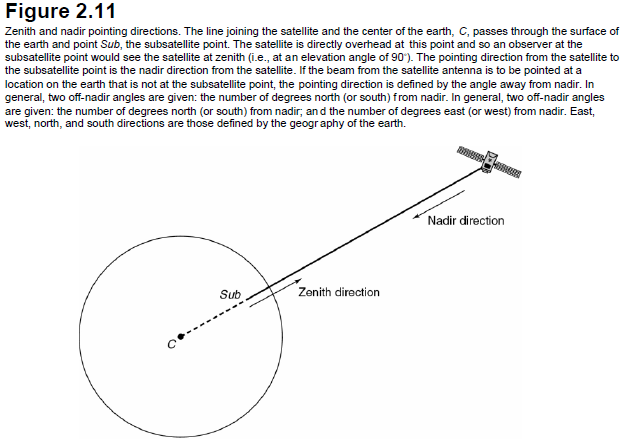 Figure 2.11
Zenith and nadir pointing directions. The line joining the satellite and the center of the earth, C, passes through the surface of
the earth and point Sub, the subsatellite point. The satellite is directly overhead at this point and so an observer at the
subsatellite point would see the satellite at zenith (i.e., at an elevation angle of 90°). The pointing direction from the satellite to
the subsatellite point is the nadir direction from the satellite. If the beam from the satellite antenna is to be pointed at a
location on the earth that is not at the subsatellite point, the pointing direction is defined by the angle away from nadir. In
general, two off-nadir angles are given: the number of degrees north (or south) from nadir. In general, two off-nadir angles
are given: the number of degrees north (or south) from nadir; an d the number of degrees east (or west) from nadir. East,
west, north, and south directions are those defined by the geogr aphy of the earth.
Nadir direction
Sub
Zenith direction
C